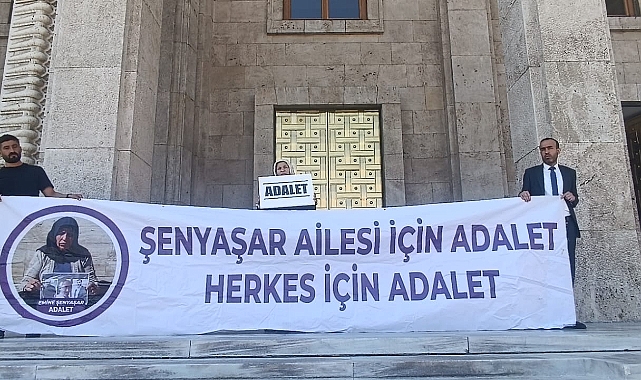 ADALET
ŞENYAŞAR AİLESİ İÇİN ADALET
HERKES İÇİN ADALET
EMİNE ŞENYAŞAR
ADALET